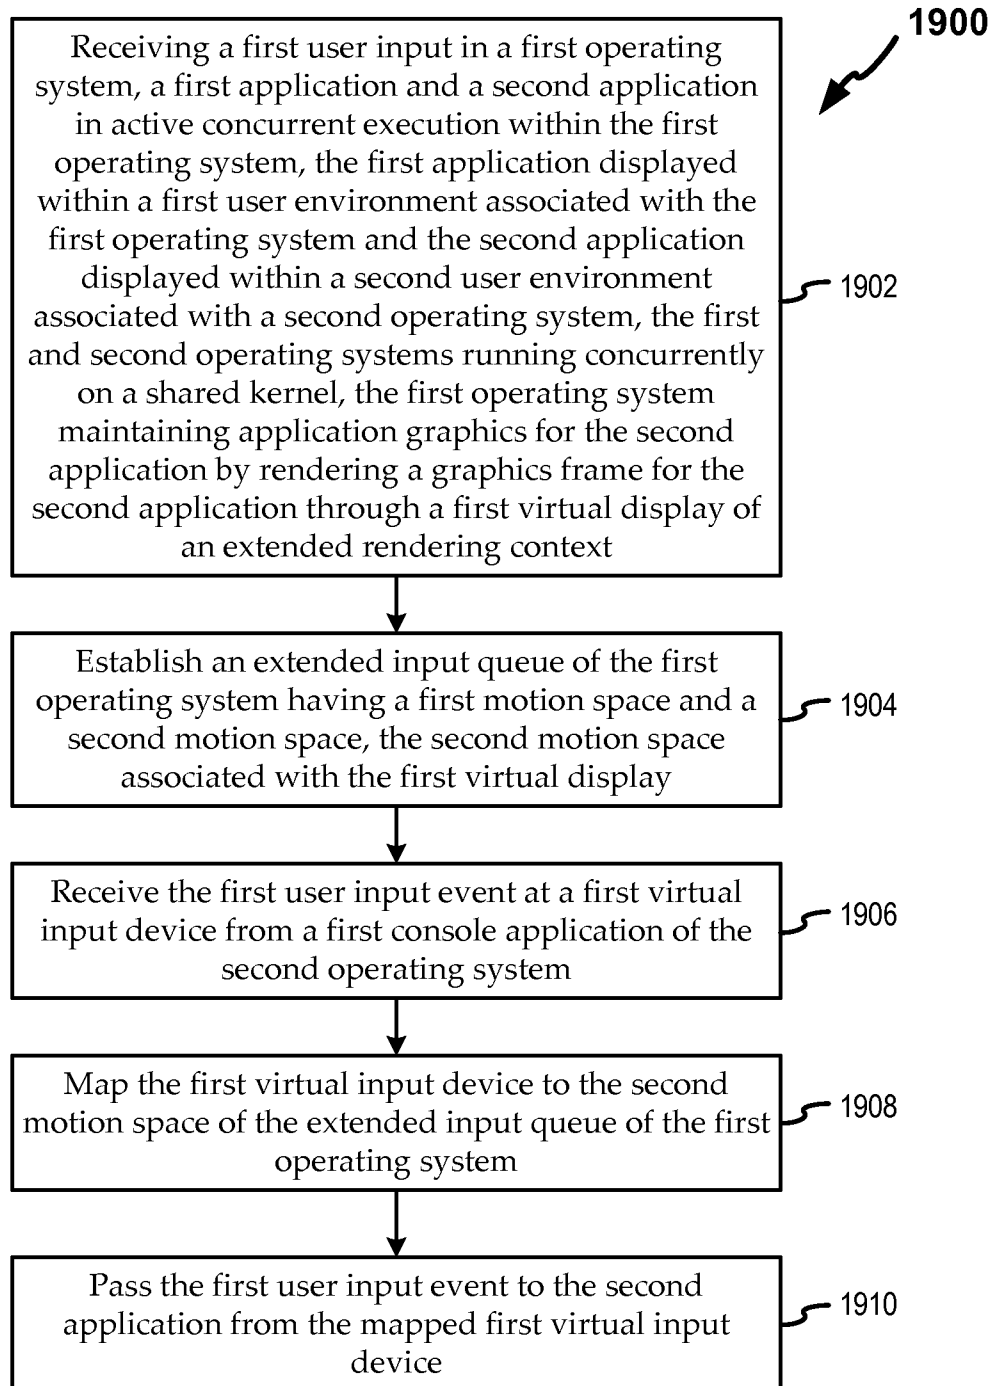 1900
Receiving a first user input in a first operating
system, a first application and a second application
in active concurrent execution within the first
operating system, the first application displayed
within a first user environment associated with the
first operating system and the second application
displayed within a second user environment
associated with a second operating system, the first
and second operating systems running concurrently
on a shared kernel, the first operating system
maintaining application graphics for the second
application by rendering a graphics frame for the
second application through a first virtual display of
an extended rendering context
1902
Establish an extended input queue of the first
operating system having a first motion space and a
second motion space, the second motion space
associated with the first virtual display
1904
Receive the first user input event at a first virtual
input device from a first console application of the
second operating system
1906
Map the first virtual input device to the second
motion space of the extended input queue of the first
operating system
1908
Pass the first user input event to the second
application from the mapped first virtual input
device
1910